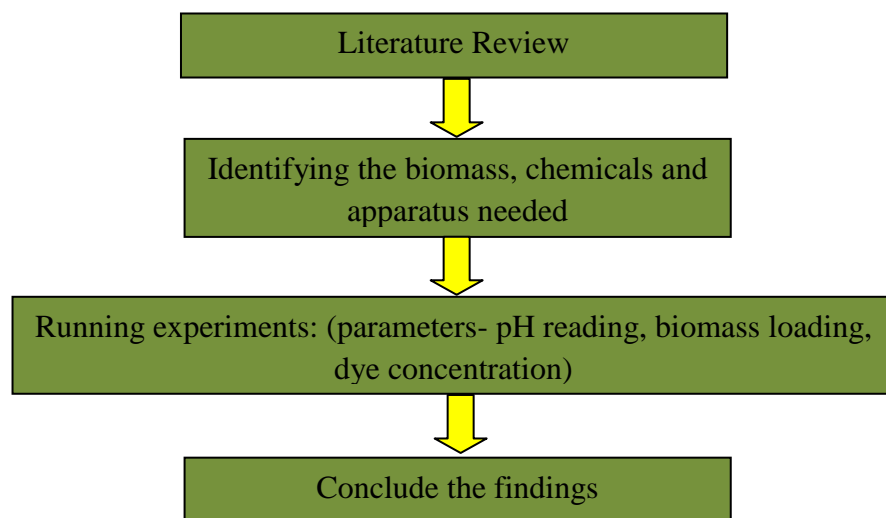 Literature Review
Identifying the biomass, chemicals and
apparatus needed
Running experiments: (parameters- pH reading, biomass loading,
dye concentration)
Conclude the findings